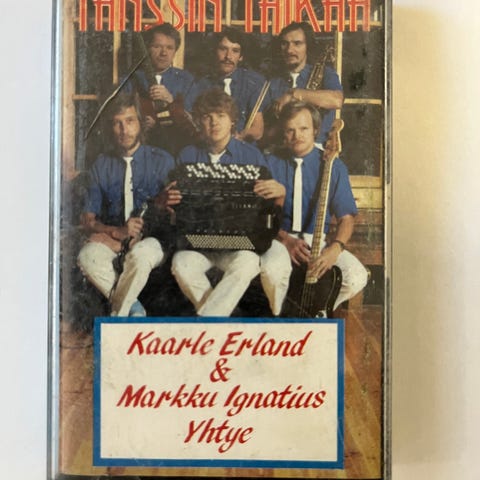 TANSSIN TAIKAA
Kaarle Erland
&
Markku Ignatius
Yhtye